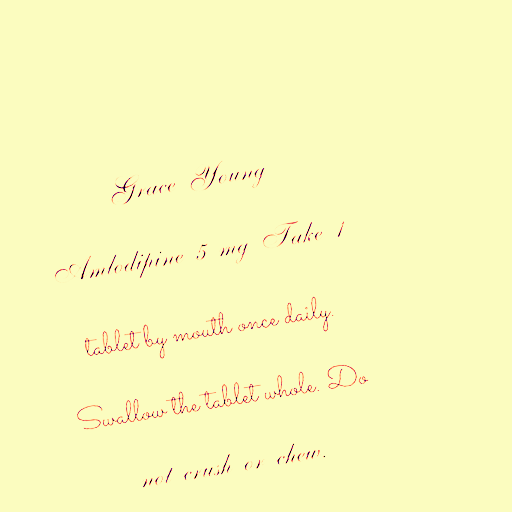 Grace Young
Amlodipine 5 mg Take 1
tablet by mouth once daily.
Swallow the tablet whole. Do
not crush or chew.